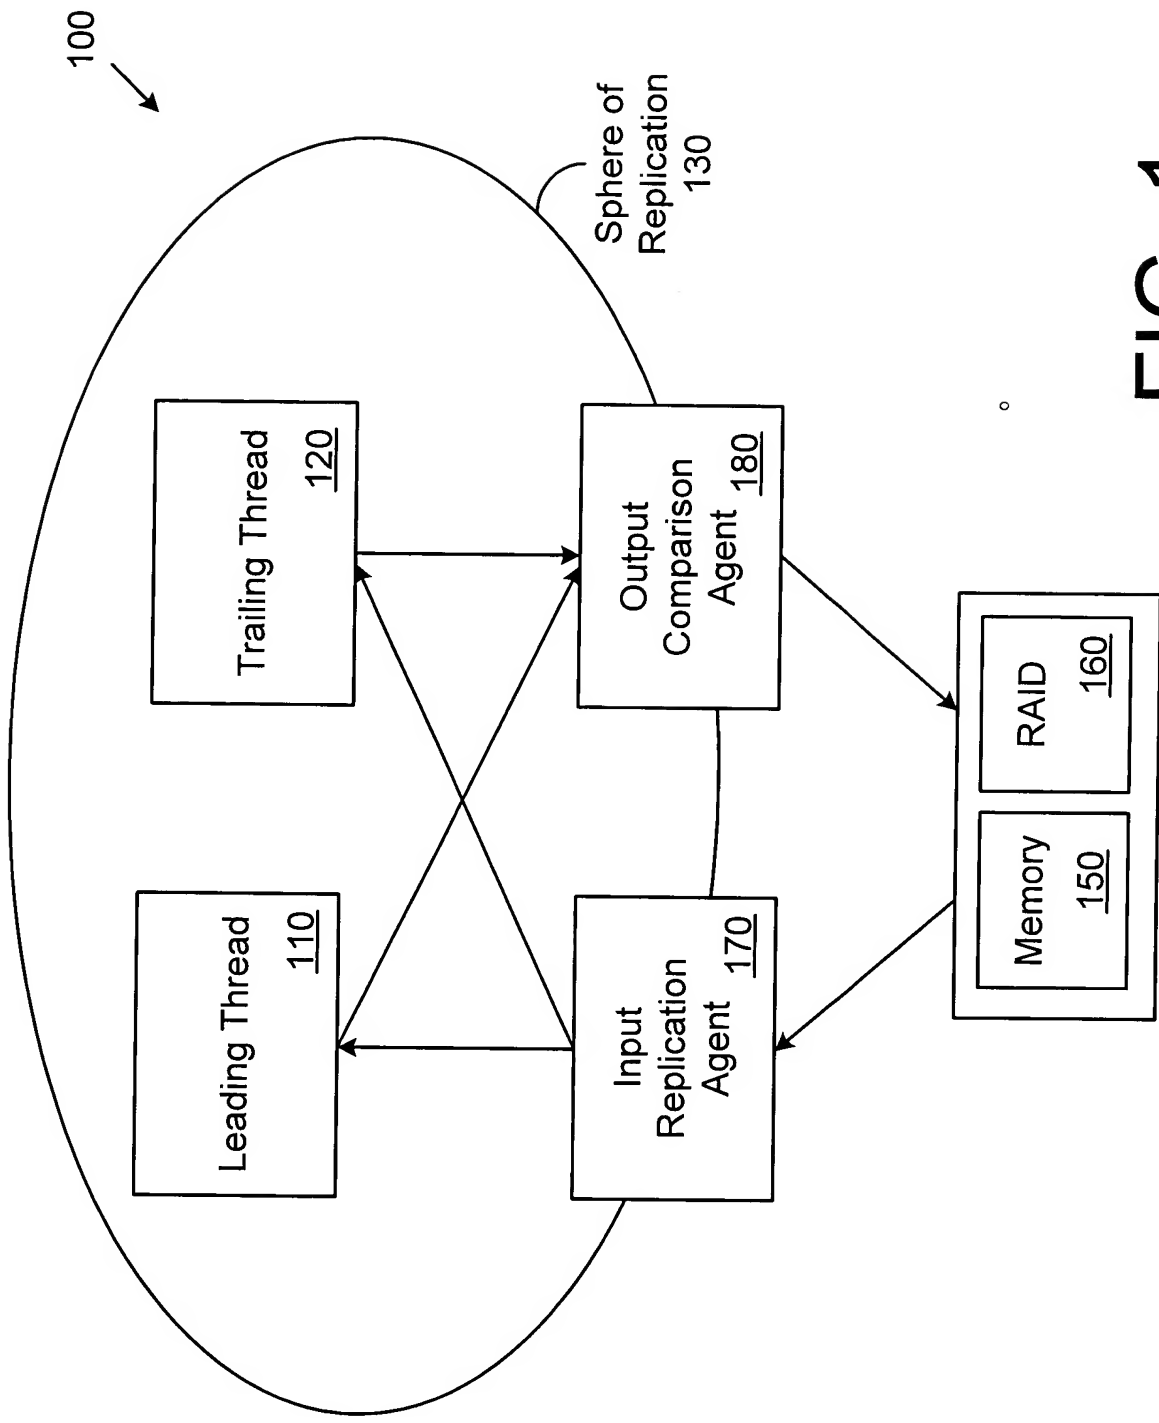 100
Leading Thread
110
Trailing Thread
120
Sphere of
Replication
130
Input
Replication
Agent 170
Output
Comparison
Agent 180
Memory
150
RAID
160